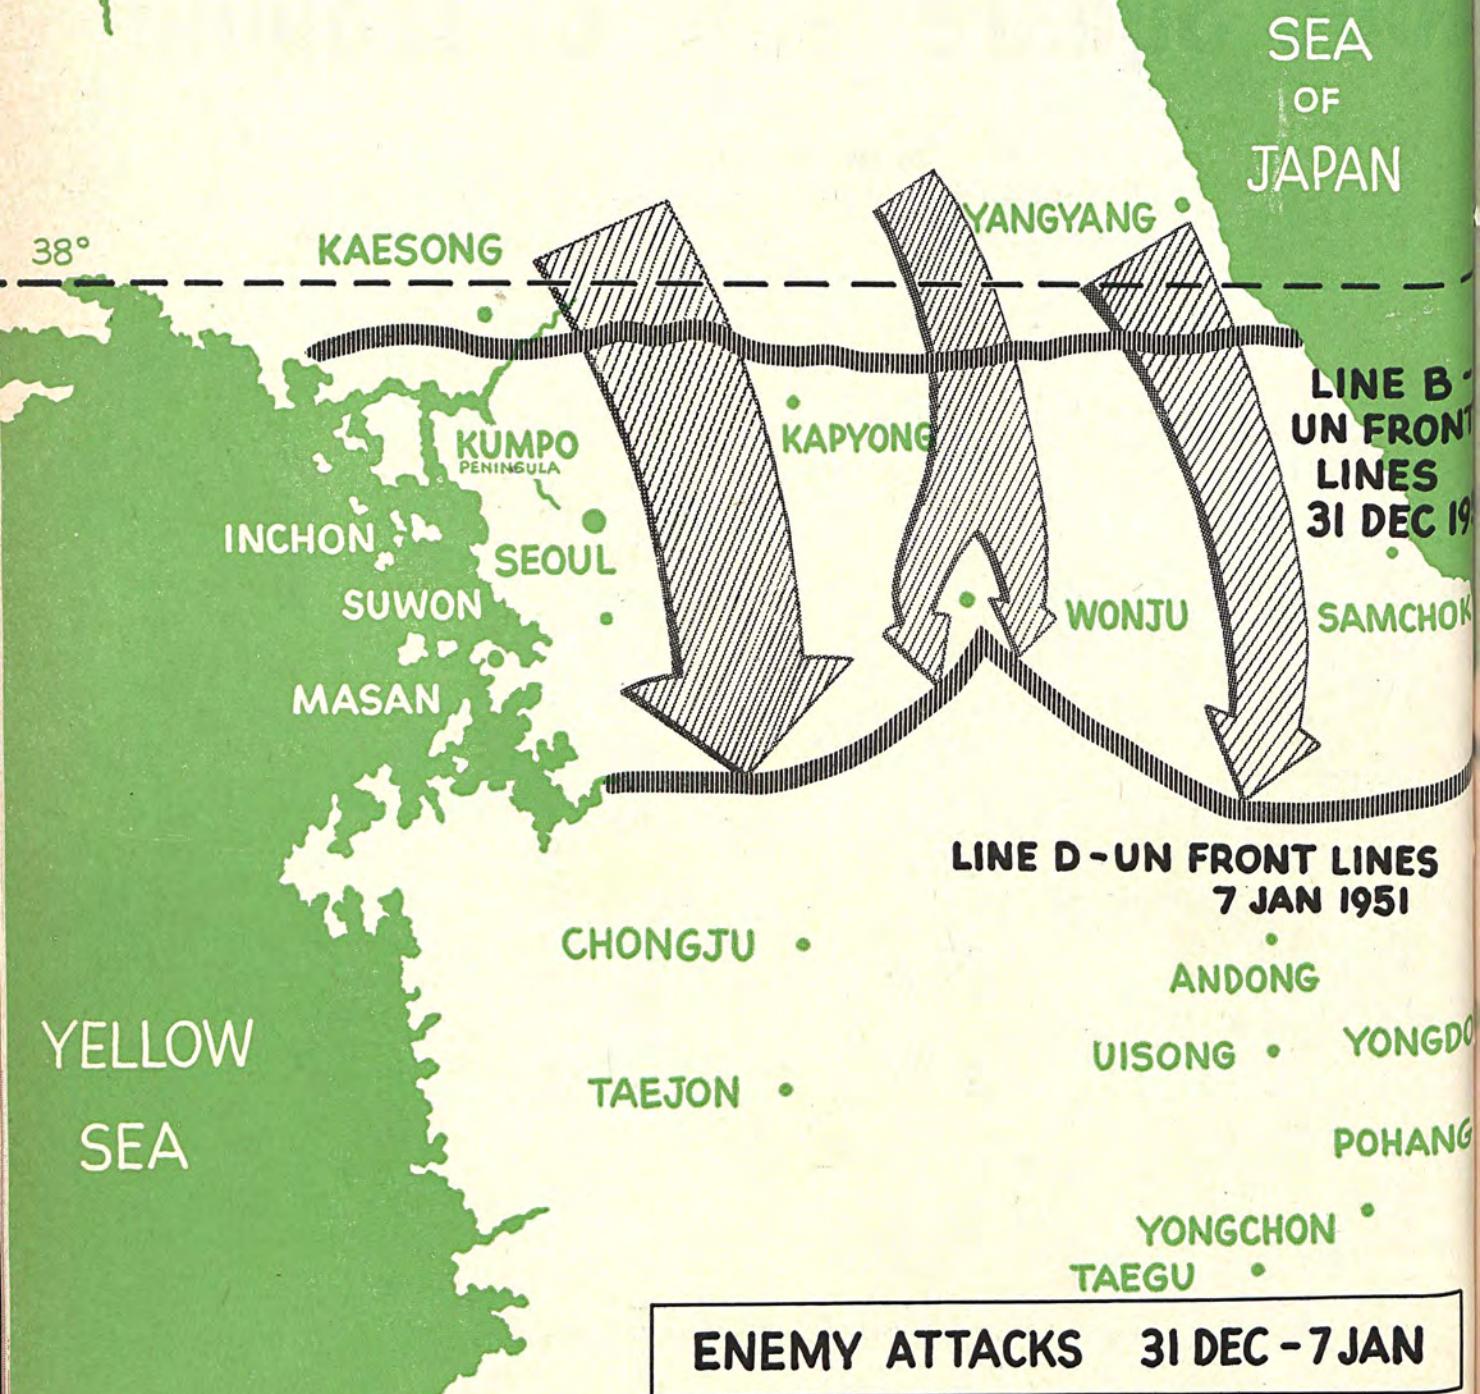 SEA
OF
JAPAN
YANGYANG
38°
KAESONG
LINE B -
UN FRONT
LINES
31 DEC 19
KUMPO
PENINSULA
KAPYONG
INCHON
SEOUL
SUWON
WONJU
SAMCHOK
MASAN
LINE D - UN FRONT LINES
7 JAN 1951
CHONGJU
ANDONG
YELLOW
SEA
UISONG
YONGDO
TAEJON
POHANG
YONGCHON
TAEGU
ENEMY ATTACKS 31 DEC - 7 JAN